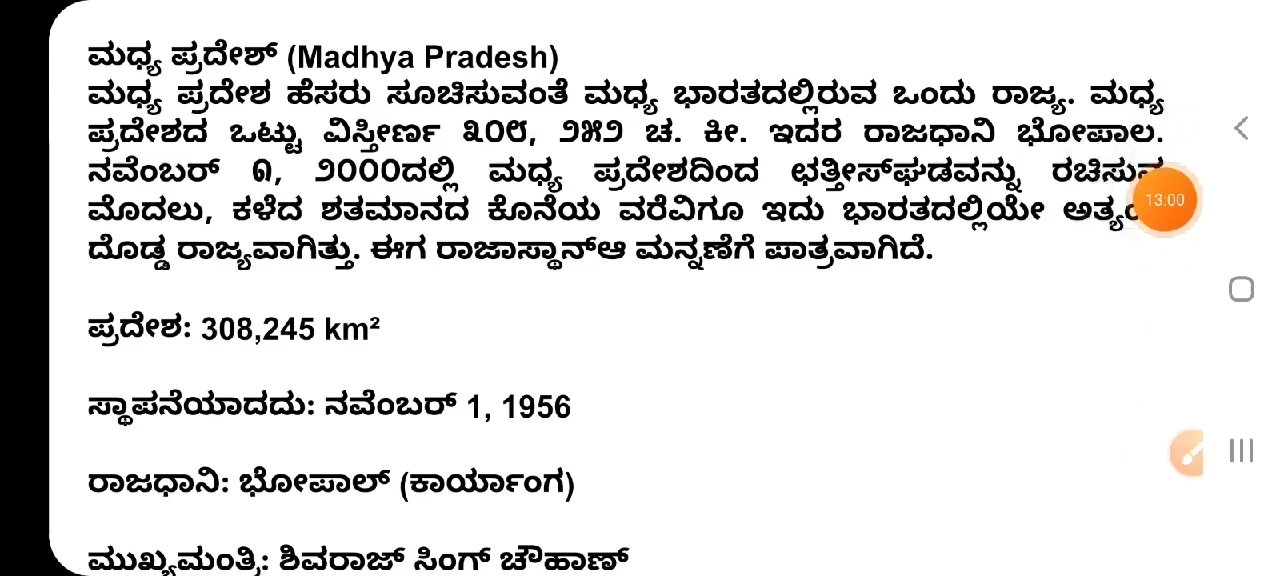 ಮಧ್ಯ ಪ್ರದೇಶ್ (Madhya Pradesh)
ಮಧ್ಯ ಪ್ರದೇಶ ಹೆಸರು ಸೂಚಿಸುವಂತೆ ಮಧ್ಯ ಭಾರತದಲ್ಲಿರುವ ಒಂದು ರಾಜ್ಯ. ಮಧ್ಯ
ಪ್ರದೇಶದ ಒಟ್ಟು ವಿಸ್ತೀರ್ಣ ೩೦೮, ೨೫೨ ಚ. ಕೀ. ಇದರ ರಾಜಧಾನಿ ಭೋಪಾಲ.
ನವೆಂಬರ್ ೧, ೨೦೦೦ದಲ್ಲಿ ಮಧ್ಯ ಪ್ರದೇಶದಿಂದ ಛತ್ತೀಸ್‌ಘಡವನ್ನು
ಮೊದಲು, ಕಳೆದ ಶತಮಾನದ ಕೊನೆಯ ವರೆವಿಗೂ ಇದು ಭಾರತದಲ್ಲಿಯೇ
13:00
ದೊಡ್ಡ ರಾಜ್ಯವಾಗಿತ್ತು. ಈಗ ರಾಜಾಸ್ಥಾನ್‌ಆ ಮನ್ನಣೆಗೆ ಪಾತ್ರವಾಗಿದೆ.
ಪ್ರದೇಶ: 308,245 km²
ಸ್ಥಾಪನೆಯಾದದು: ನವೆಂಬರ್ 1, 1956
ರಾಜಧಾನಿ: ಭೋಪಾಲ್ (ಕಾರ್ಯಾಂಗ)
ಮುಖ್ಯಮಂತ್ರಿ: ಶಿವರಾಜ್ ಸಿಂಗ್ ಚೌಹಾಣ್